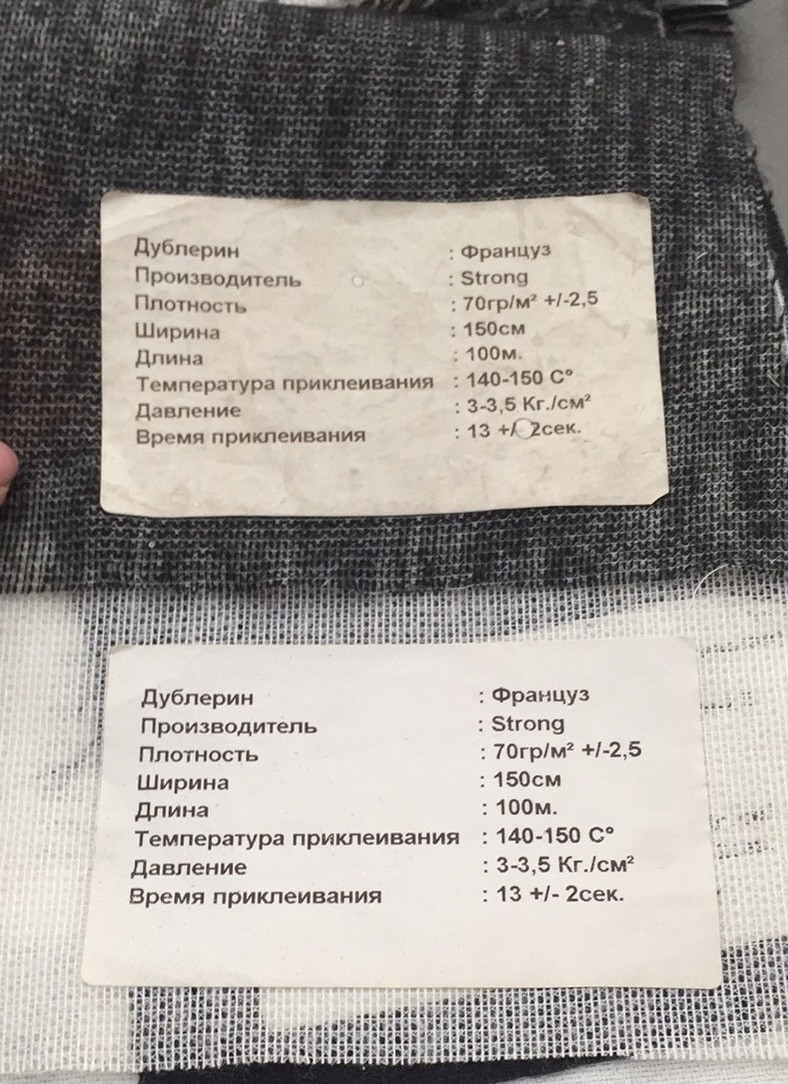 Дублерин : Француз
Производитель : Strong
Плотность : 70гр/м² +/-2,5
Ширина : 150см
Длина : 100м.
Температура приклеивания : 140-150 C°
Давление : 3-3,5 Кг./см²
Время приклеивания : 13 +/- 2сек.
Дублерин : Француз
Производитель : Strong
Плотность : 70гр/м² +/-2,5
Ширина : 150см
Длина : 100м.
Температура приклеивания : 140-150 C°
Давление : 3-3,5 Кг./см²
Время приклеивания : 13 +/- 2сек.